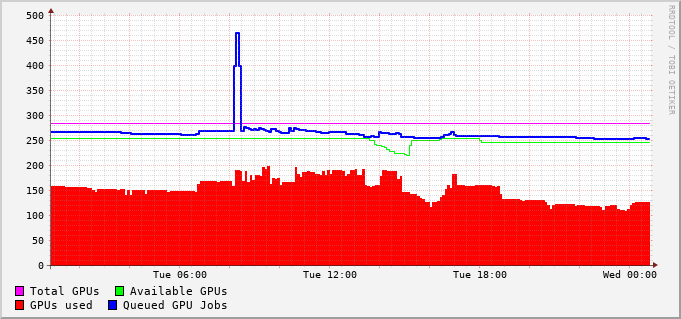 500
450
400
350
300
250
200
150
100
50
0
Tue 06:00 Tue 12:00 Tue 18:00 Wed 00:00
Total GPUs Available GPUs
GPUs used Queued GPU Jobs
RRDTOOL / TOBI OETIKER